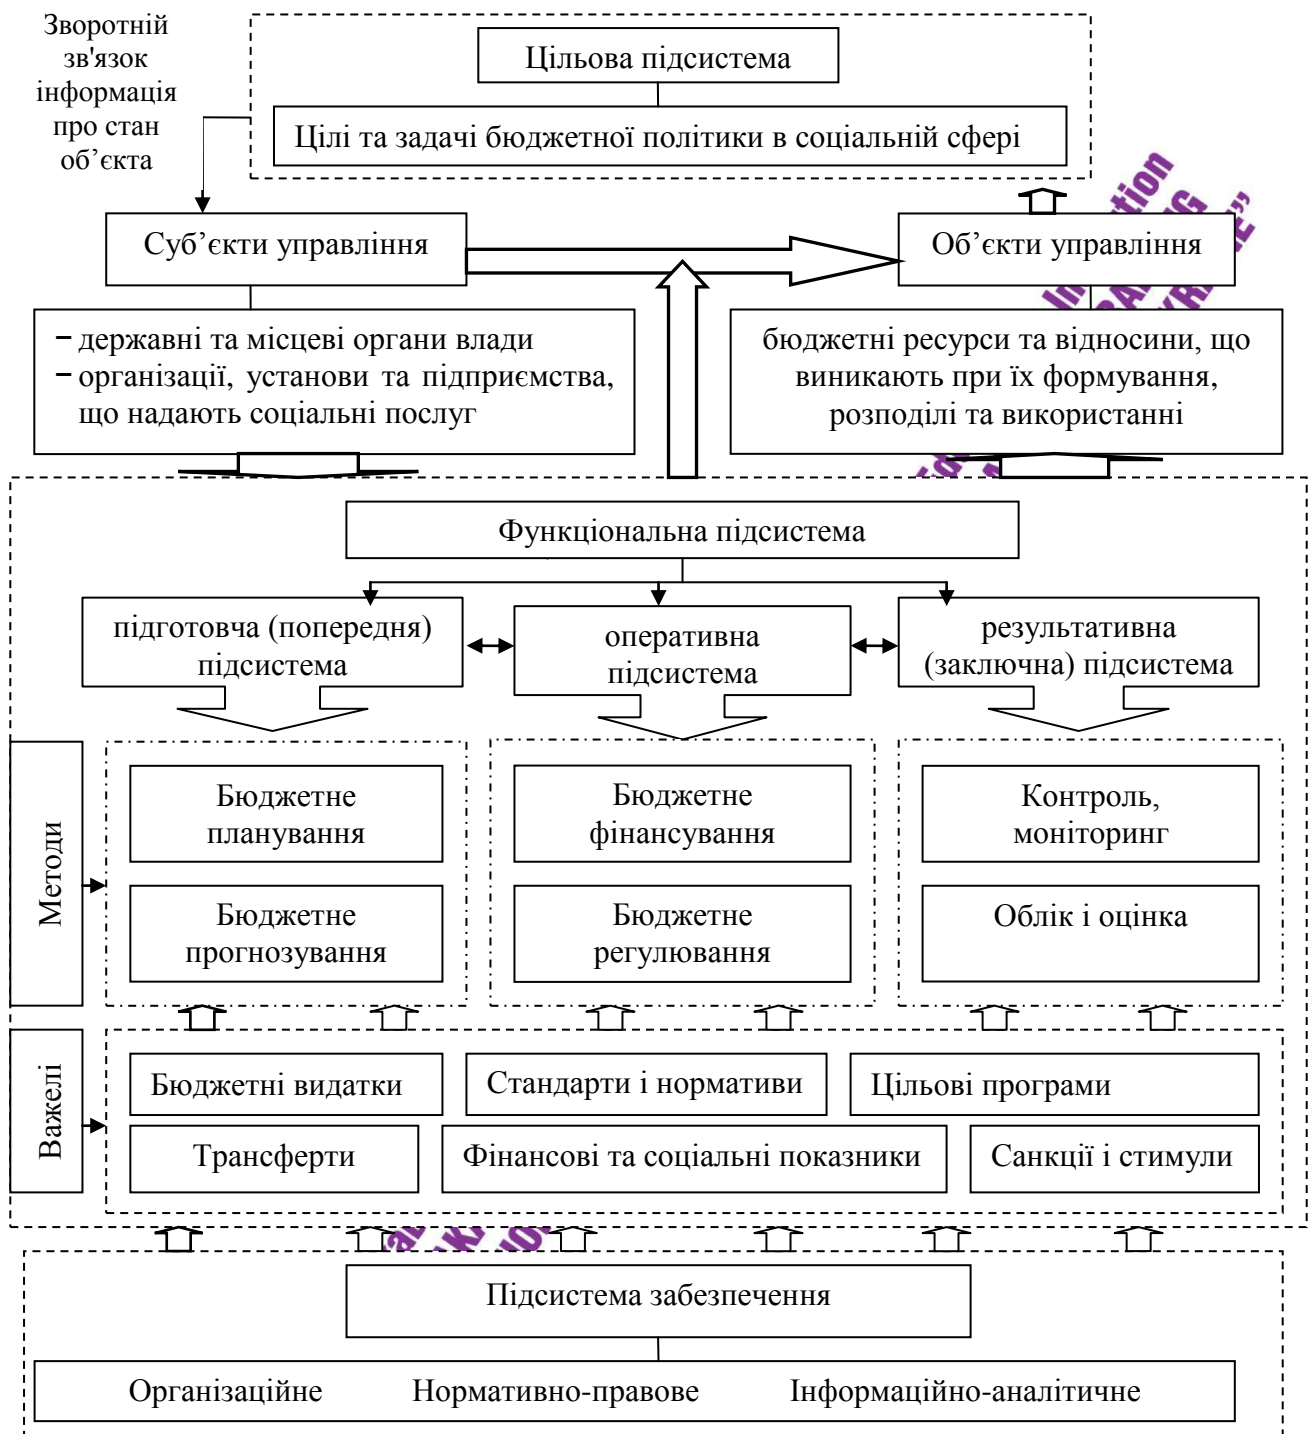 Зворотній
зв'язок
інформація
про стан
об’єкта
Цільова підсистема
Цілі та задачі бюджетної політики в соціальній сфері
Суб’єкти управління
Об’єкти управління
– державні та місцеві органи влади
– організації, установи та підприємства,
що надають соціальні послуг
бюджетні ресурси та відносини, що
виникають при їх формування,
розподілі та використанні
Функціональна підсистема
підготовча (попередня)
підсистема
оперативна
підсистема
результативна
(заключна) підсистема
Методи
Бюджетне
планування
Бюджетне
прогнозування
Бюджетне
фінансування
Бюджетне
регулювання
Контроль,
моніторинг
Облік і оцінка
Важелі
Бюджетні видатки
Стандарти і нормативи
Цільові програми
Трансферти
Фінансові та соціальні показники
Санкції і стимули
Підсистема забезпечення
Організаційне Нормативно-правове Інформаційно-аналітичне